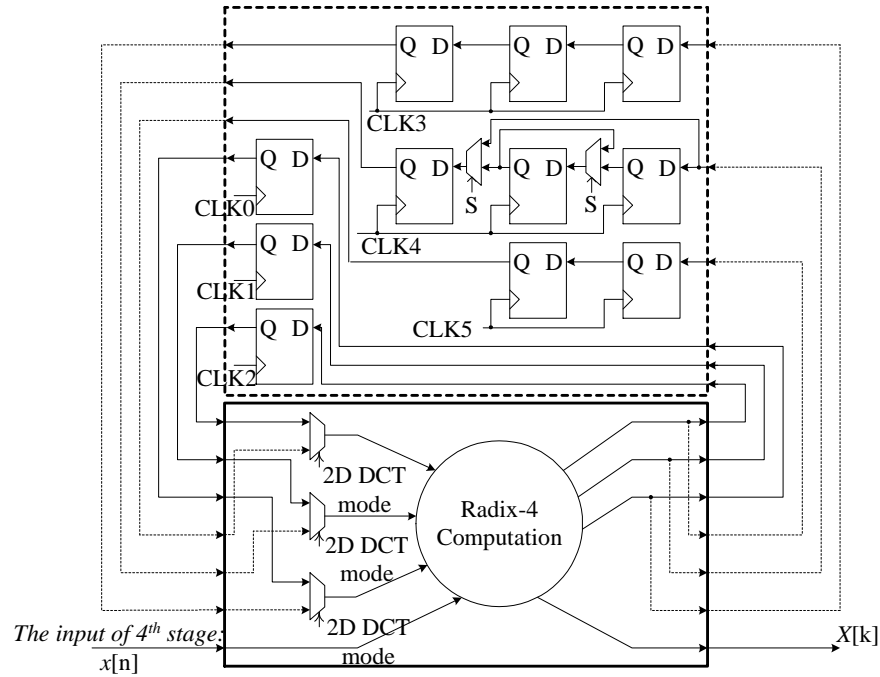 Q D Q D Q D
CLK3
Q D Q D Q D Q D
S S
CLK0
CLK4
Q D Q D Q D
CLK1
CLK5
Q D
CLK2
2D DCT
mode
Radix-4
Computation
2D DCT
mode
2D DCT
mode
The input of 4th stage:
x[n]
X[k]